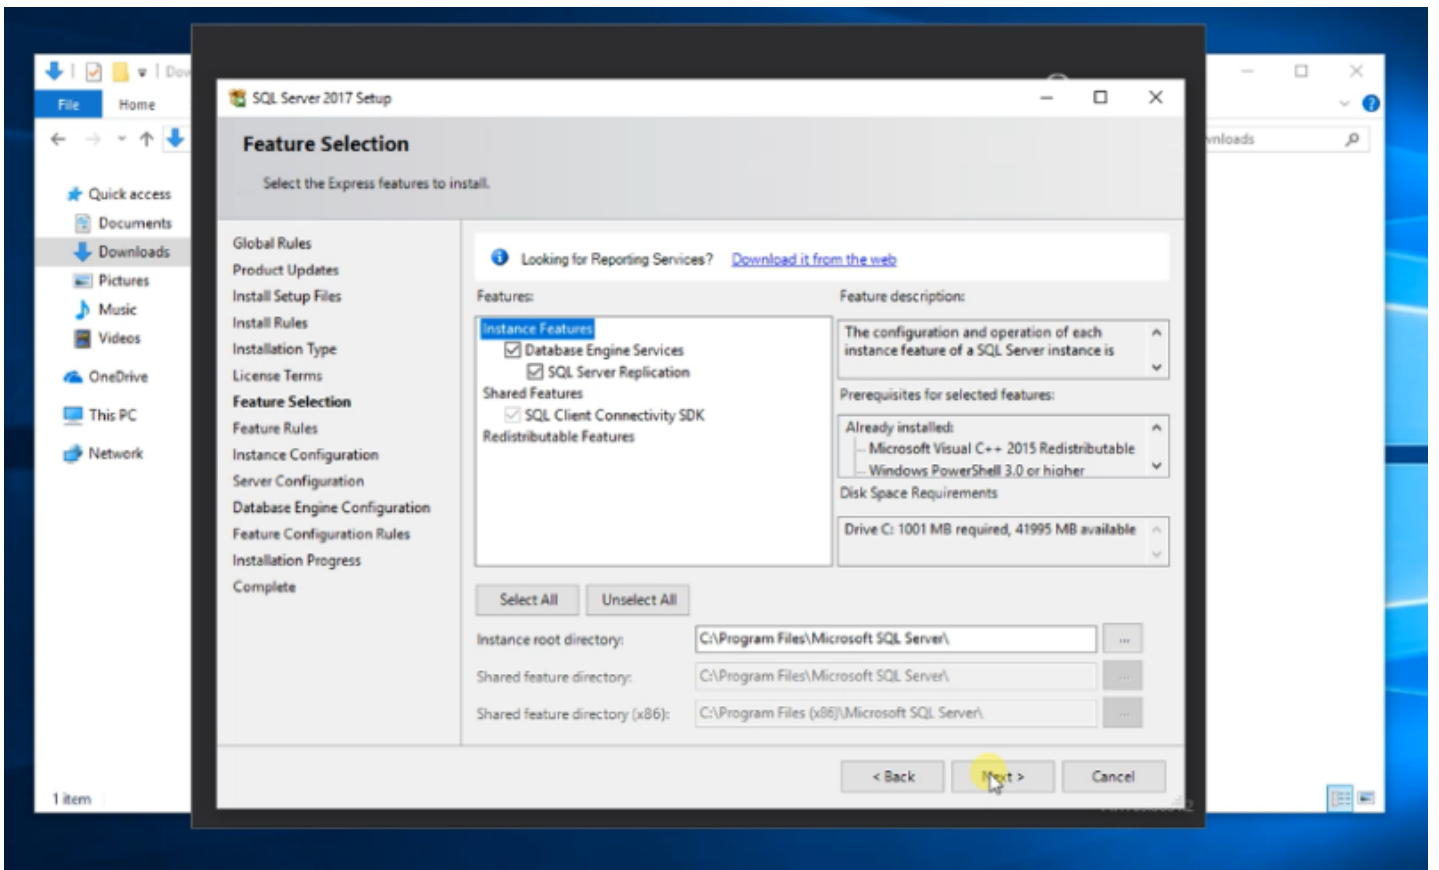 Dow
SQL Server 2017 Setup
File
Home
Feature Selection
Select the Express features to install.
wnloads
Quick access
Documents
Downloads
Pictures
Music
Videos
OneDrive
This PC
Network
1 item
Global Rules
Product Updates
Install Setup Files
Install Rules
Installation Type
License Terms
Feature Selection
Feature Rules
Instance Configuration
Server Configuration
Database Engine Configuration
Feature Configuration Rules
Installation Progress
Complete
Looking for Reporting Services? Download it from the web
Features:
Instance Features
Database Engine Services
SQL Server Replication
Shared Features
SQL Client Connectivity SDK
Redistributable Features
Feature description:
The configuration and operation of each
instance feature of a SQL Server instance is
Prerequisites for selected features:
Already installed:
Microsoft Visual C++ 2015 Redistributable
Windows PowerShell 3.0 or higher
Disk Space Requirements
Drive C: 1001 MB required, 41995 MB available
Select All
Unselect All
Instance root directory: C:\Program Files\Microsoft SQL Server\ ...
Shared feature directory: C:\Program Files\Microsoft SQL Server\ ...
Shared feature directory (x86): C:\Program Files (x86)\Microsoft SQL Server\ ...
< Back
Next >
Cancel